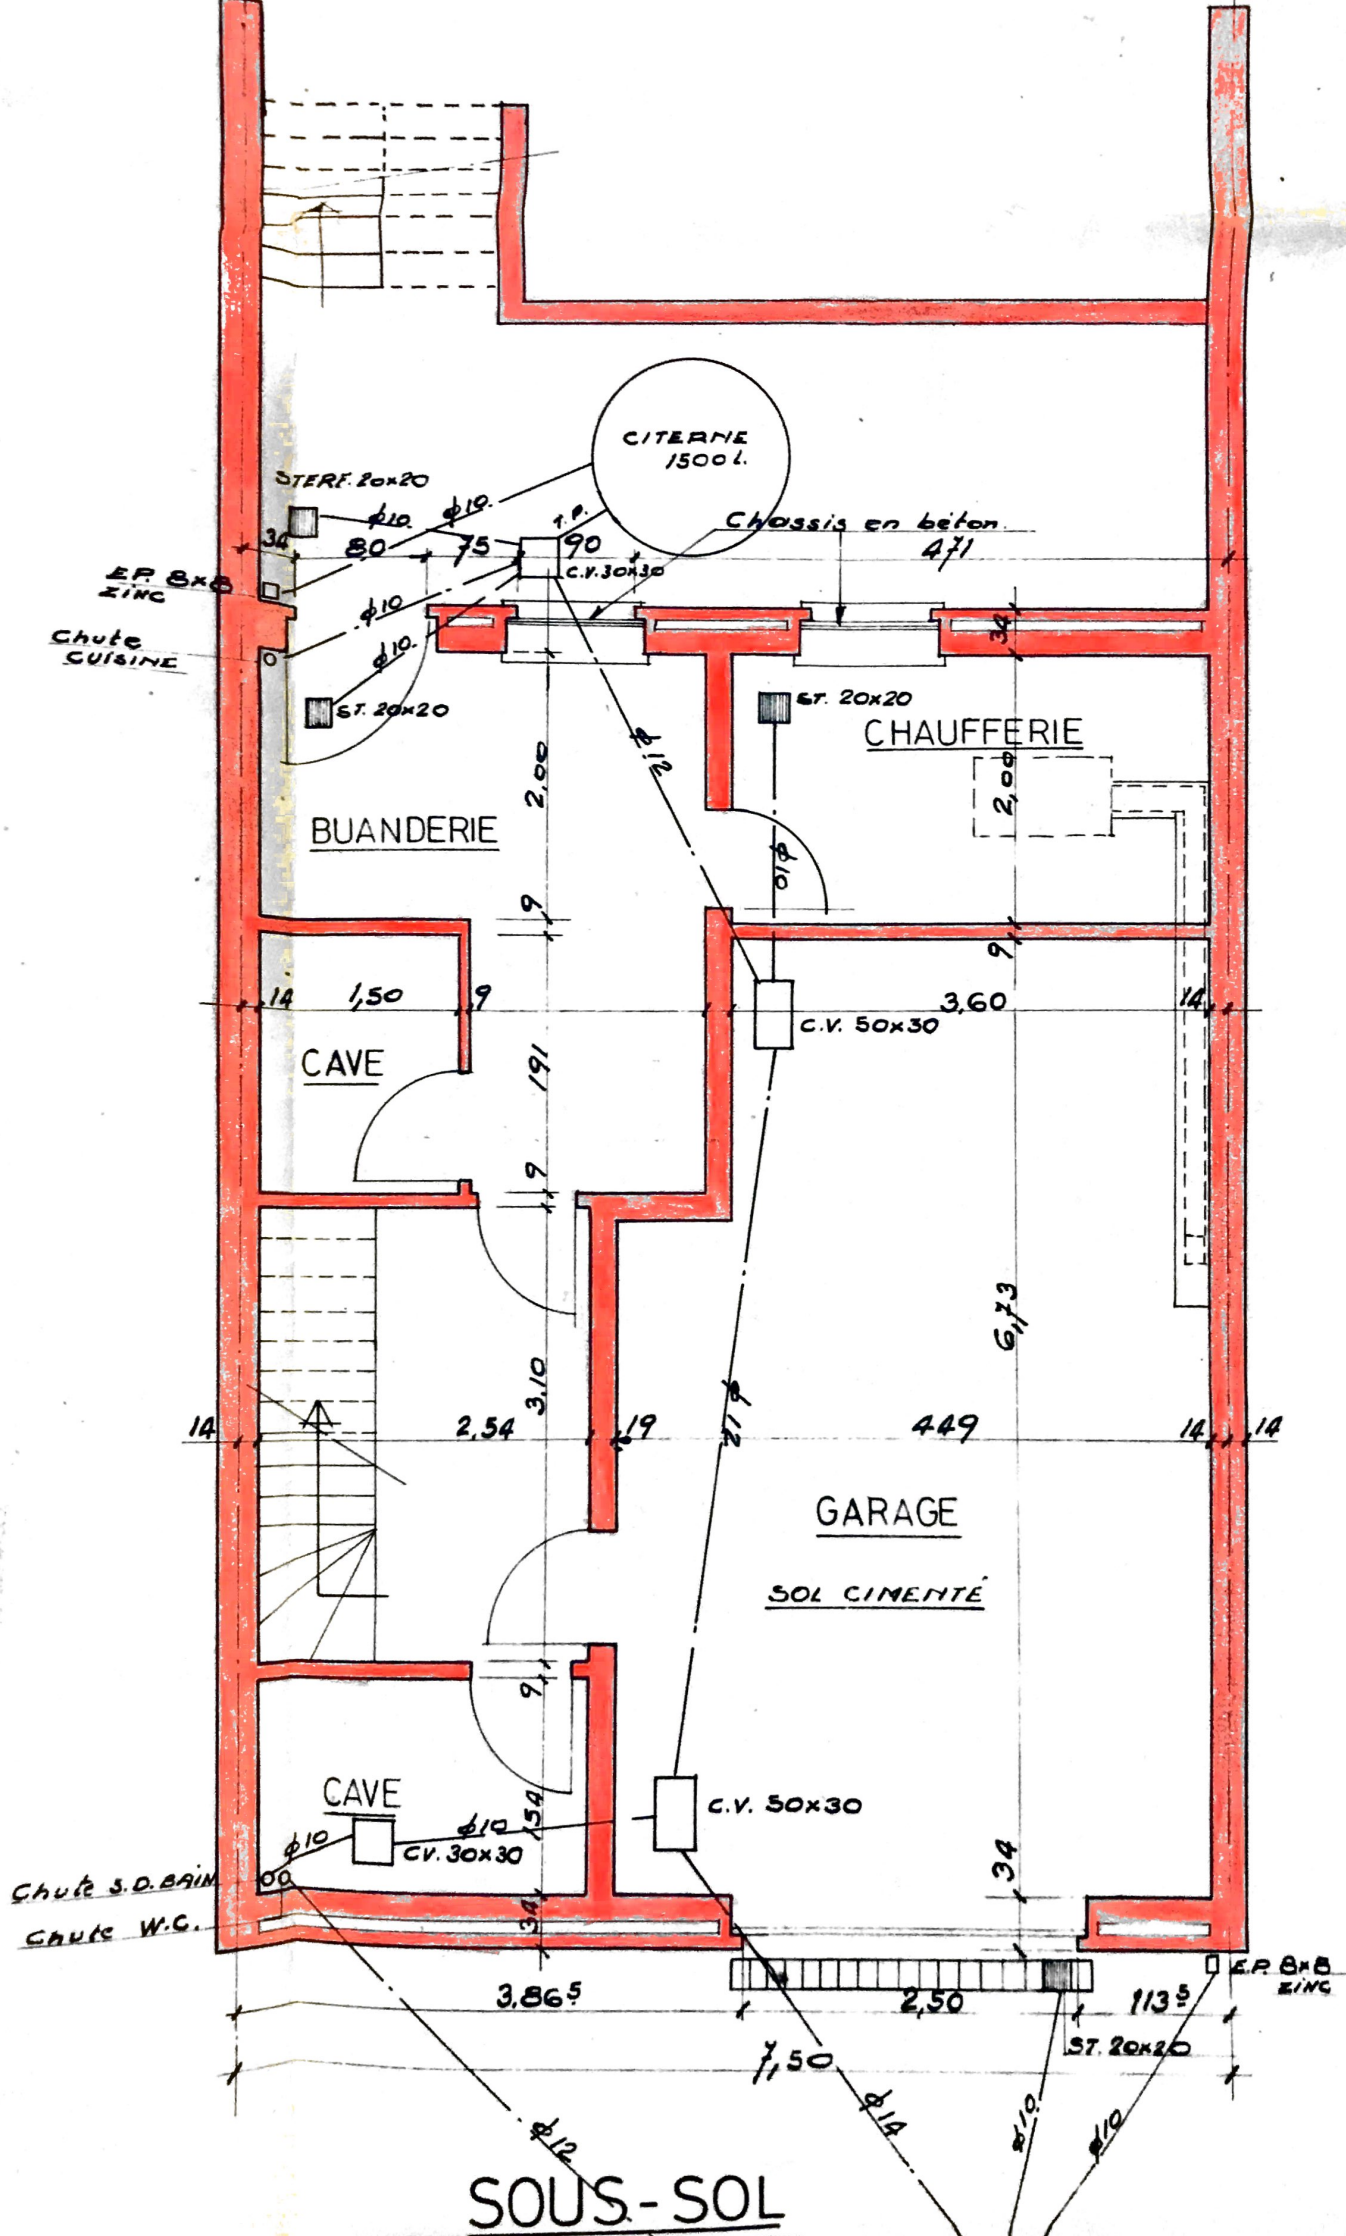 CITERNE
1500 L.
STERF. 20x20
ϕ10.
ϕ10.
T.P.
Chassis en béton.
34
80
75
90
471
C.V. 30x30
E.P. 8x8
ZINC
ϕ10
Chute
CUISINE
ϕ10.
34
ST. 20x20
ST. 20x20
CHAUFFERIE
ϕ12
2,00
2,00
BUANDERIE
ϕ10
9
9
14
1,50
9
3,60
14
C.V. 50x30
CAVE
191
9
6,73
3,10
14
2,54
19
ϕ12
449
14
14
GARAGE
SOL CIMENTÉ
9
CAVE
154
C.V. 50x30
ϕ10
ϕ10
CV. 30x30
34
Chute S.D. BAIN
Chute W.C.
34
E.P. 8x8
ZINC
3,86⁵
2,50
113⁵
ST. 20x20
7,50
ϕ12
ϕ14
ϕ10
ϕ10
SOUS-SOL